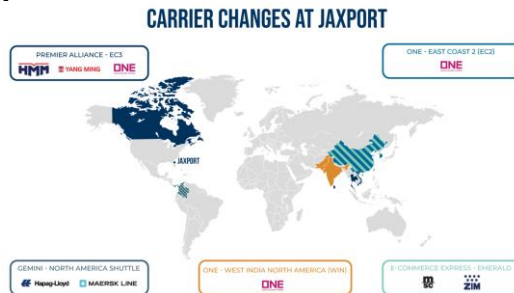 CARRIER CHANGES AT JAXPORT
PREMIER ALLIANCE - EC3
HMM YANG MING ONE
ONE - EAST COAST 2 (EC2)
ONE
JAXPORT
GEMINI - NORTH AMERICA SHUTTLE
Hapag-Lloyd MAERSK LINE
ONE - WEST INDIA NORTH AMERICA (WIN)
ONE
E-COMMERCE EXPRESS - EMERALD
msc ZIM